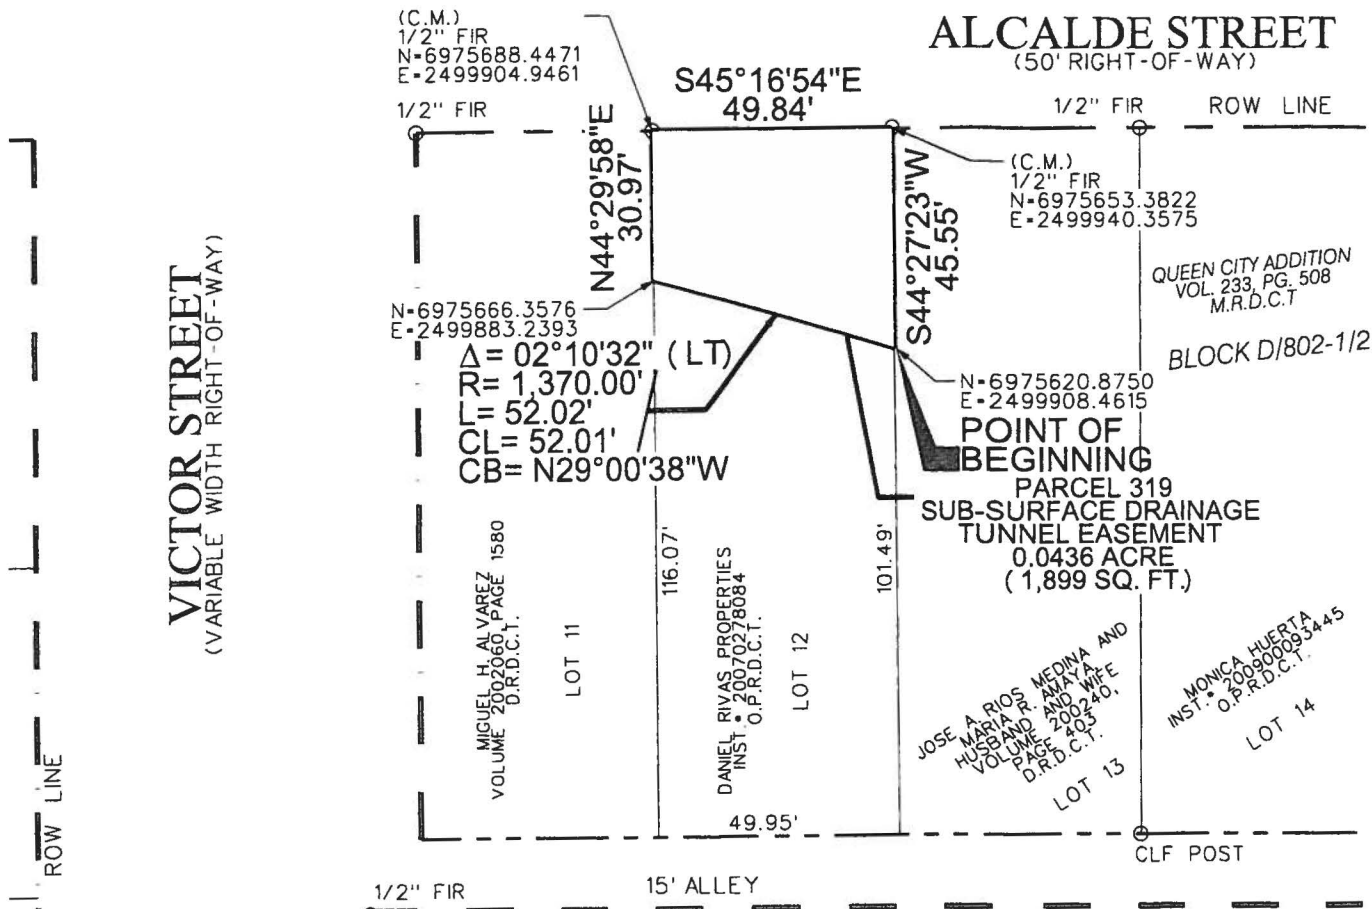 (C.M.)
1/2" FIR
N=6975688.4471
E=2499904.9461
1/2" FIR
ALCALDE STREET
(50' RIGHT-OF-WAY)
S45°16'54"E
49.84'
1/2" FIR
ROW LINE
(C.M.)
1/2" FIR
N=6975653.3822
E=2499940.3575
N44°29'58"E
30.97'
S44°27'23"W
45.55'
QUEEN CITY ADDITION
VOL. 233, PG. 508
M.R.D.C.T
BLOCK D/802-1/2
N=6975666.3576
E=2499883.2393
Δ= 02°10'32" (LT)
R= 1,370.00'
L= 52.02'
CL= 52.01'
CB= N29°00'38"W
N=6975620.8750
E=2499908.4615
POINT OF
BEGINNING
PARCEL 319
SUB-SURFACE DRAINAGE
TUNNEL EASEMENT
0.0436 ACRE
(1,899 SQ. FT.)
VICTOR STREET
(VARIABLE WIDTH RIGHT-OF-WAY)
ROW LINE
MIGUEL H. ALVAREZ
VOLUME 2002060, PAGE 1580
D.R.D.C.T.
LOT 11
116.07'
DANIEL RIVAS PROPERTIES
INST.# 20070278084
O.P.R.D.C.T.
LOT 12
101.49'
JOSE A. RIOS MEDINA AND
MARIA R. AMAYA,
HUSBAND AND WIFE
VOLUME 200240,
PAGE 403
D.R.D.C.T.
LOT 13
MONICA HUERTA
INST.# 200900093445
O.P.R.D.C.T.
LOT 14
49.95'
CLF POST
1/2" FIR
15' ALLEY